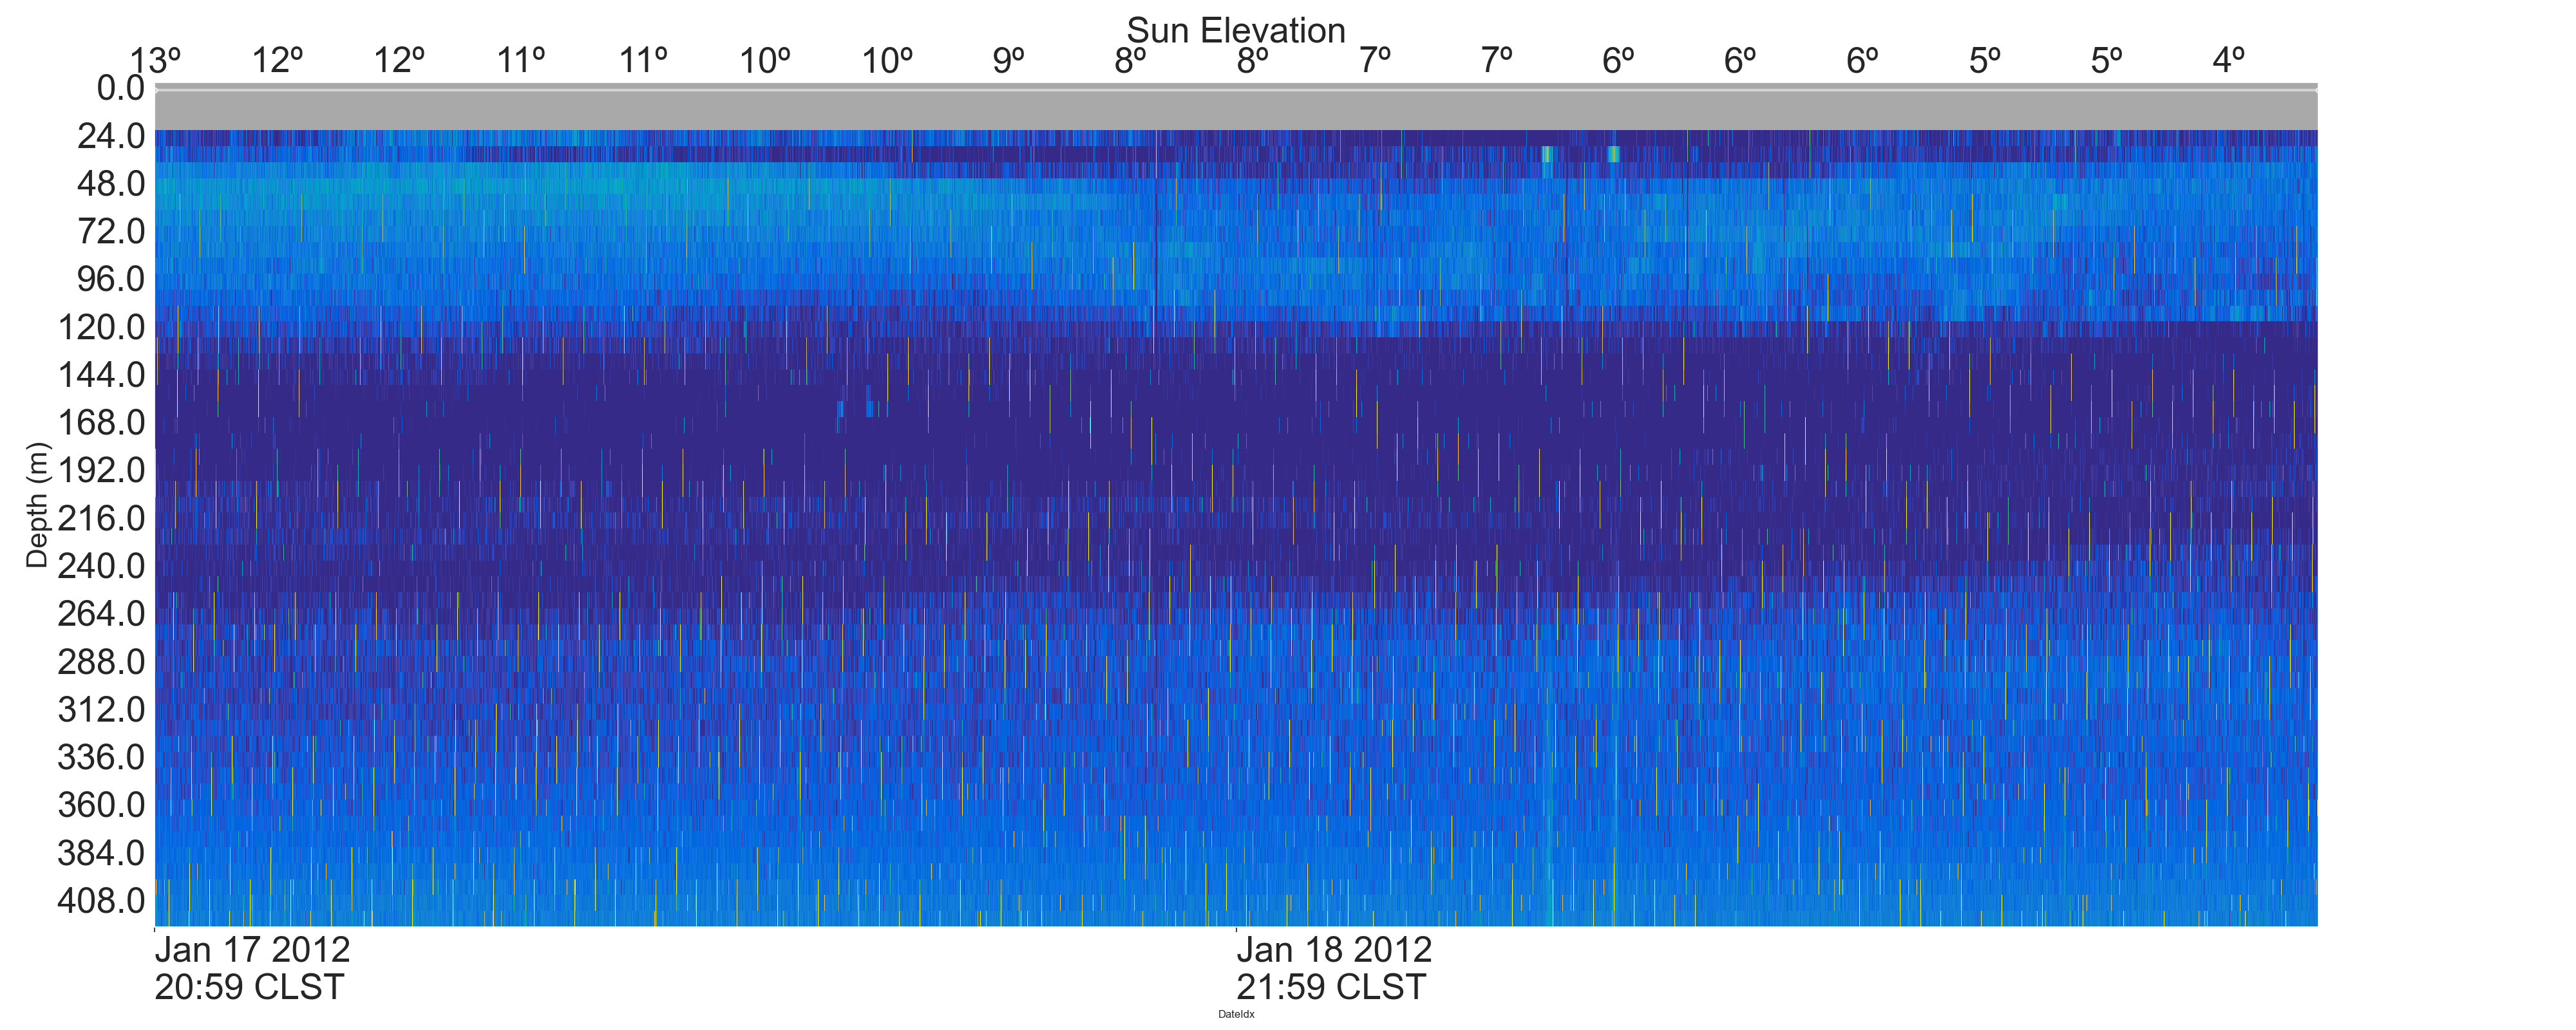 Sun Elevation
13º 12º 12º 11º 11º 10º 10º 9º 8º 8º 7º 7º 6º 6º 6º 5º 5º 4º
0.0
24.0
48.0
72.0
96.0
120.0
144.0
168.0
192.0
216.0
240.0
264.0
288.0
312.0
336.0
360.0
384.0
408.0
Depth (m)
Jan 17 2012
20:59 CLST
Jan 18 2012
21:59 CLST
DateIdx